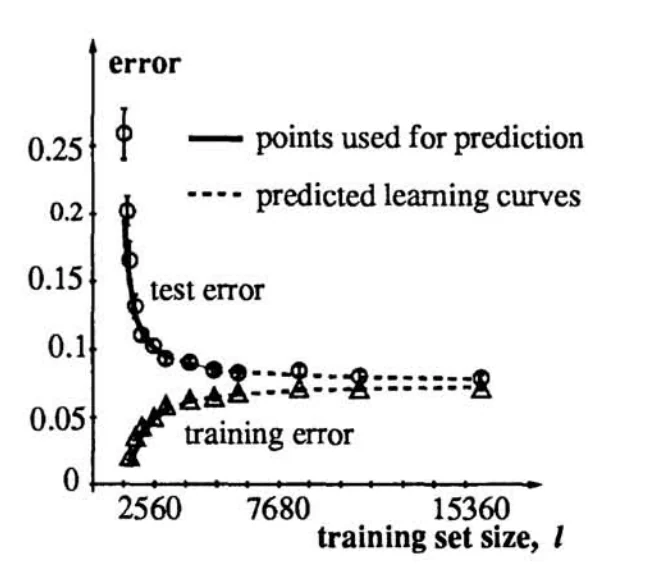 error
0.25
points used for prediction
0.2
predicted learning curves
0.15
test error
0.1
0.05
training error
0
2560 7680 15360
training set size, l